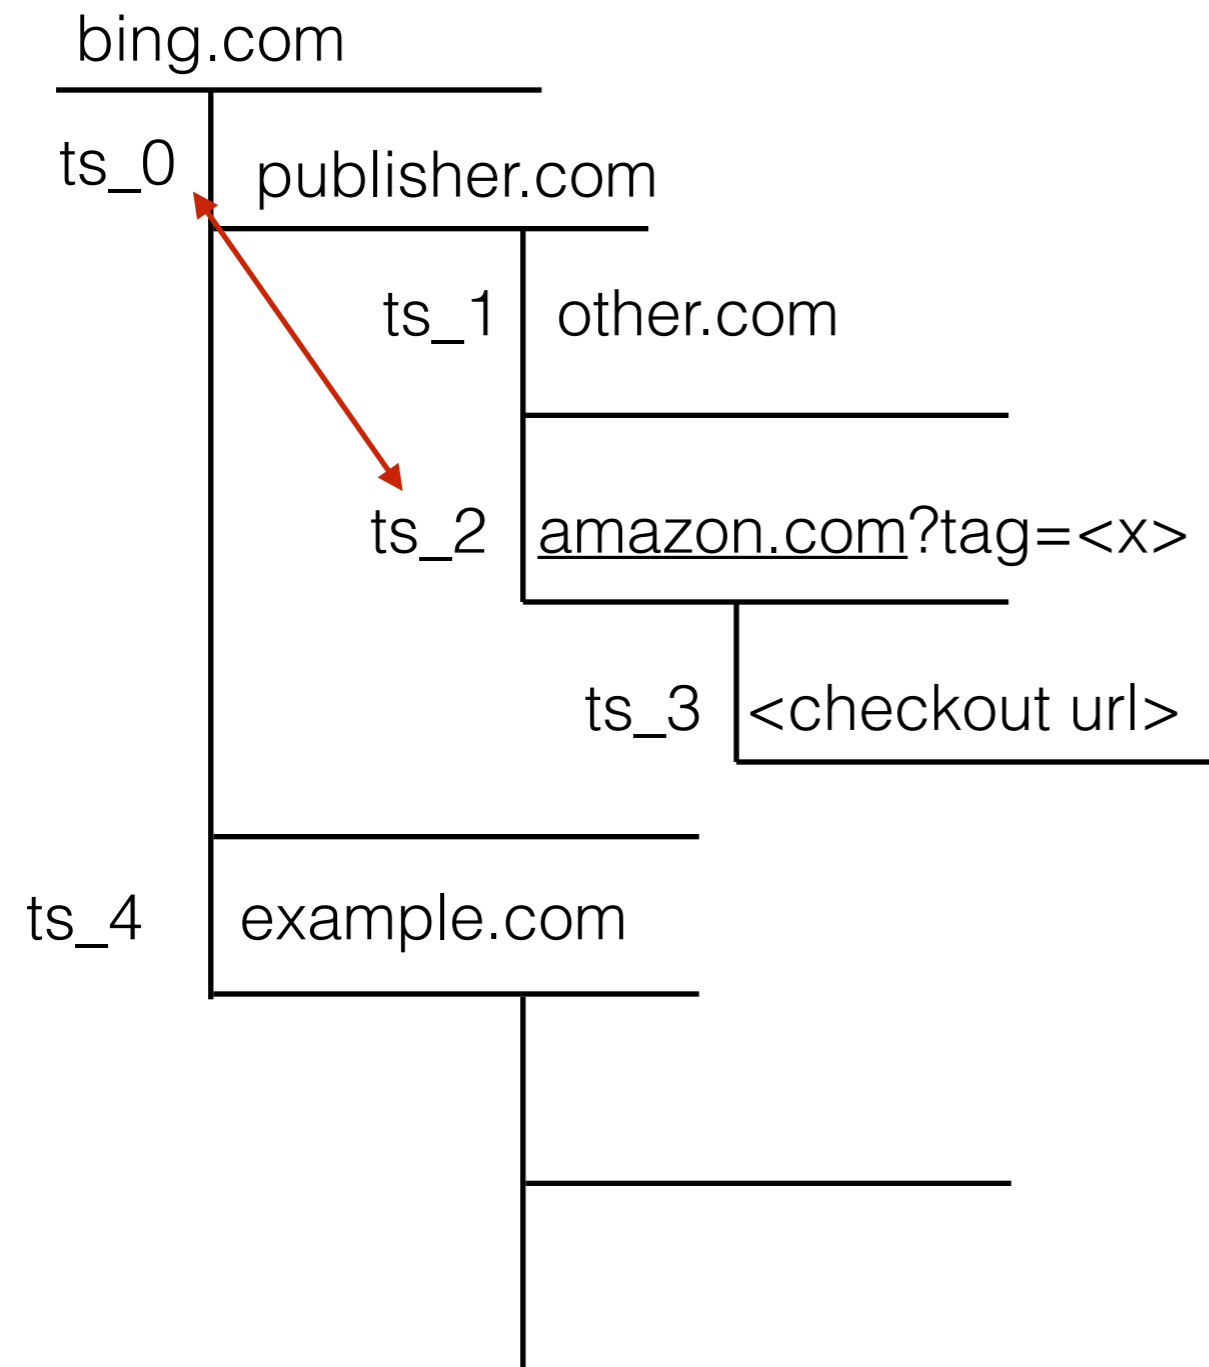 bing.com
ts_0 publisher.com
ts_1 other.com
ts_2 amazon.com?tag=<x>
ts_3 <checkout url>
ts_4 example.com